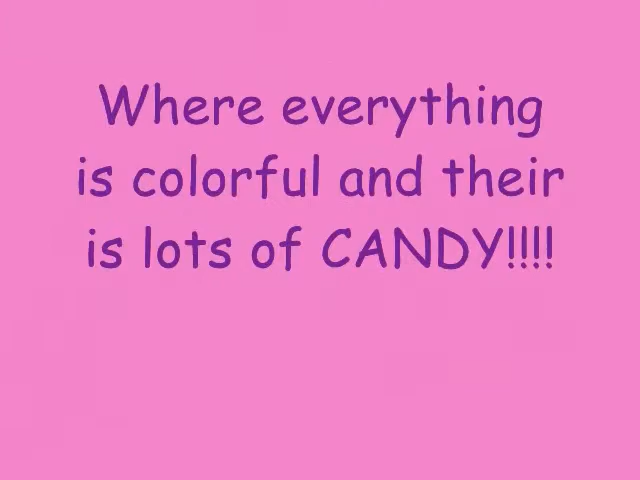 Where everything
is colorful and their
is lots of CANDY!!!!